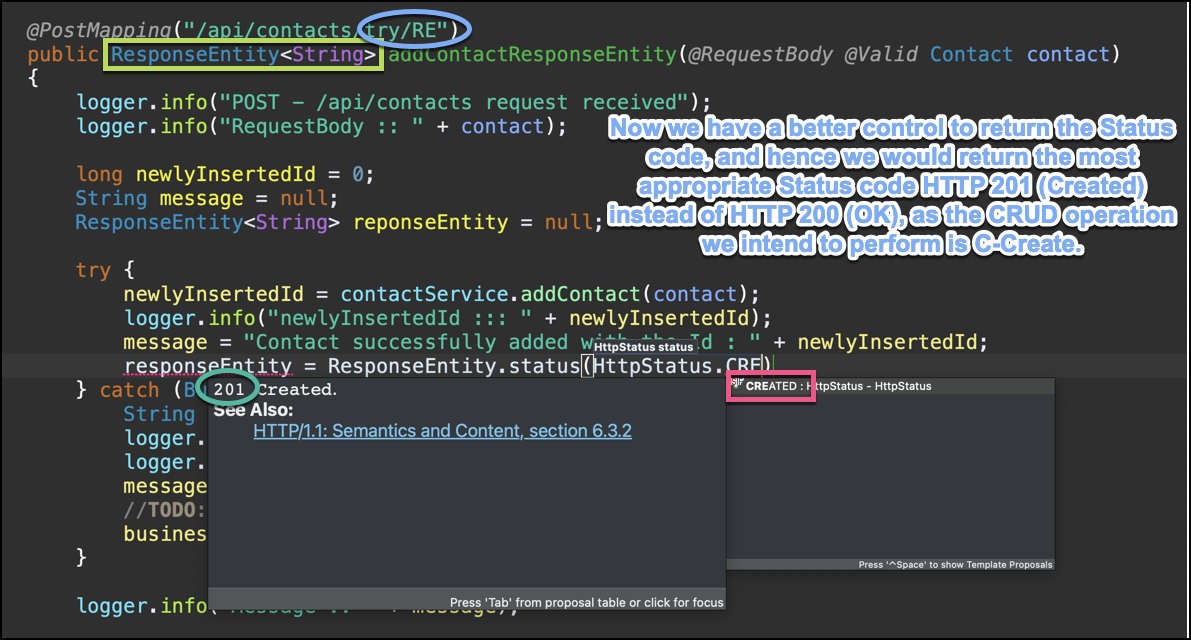 @PostMapping("/api/contacts/try/RE")
public ResponseEntity<String> addContactResponseEntity(@RequestBody @Valid Contact contact)
{
logger.info("POST - /api/contacts request received");
logger.info("RequestBody :: " + contact);
Now we have a better control to return the Status
code, and hence we would return the most
appropriate Status code HTTP 201 (Created)
instead of HTTP 200 (OK), as the CRUD operation
we intend to perform is C-Create.
long newlyInsertedId = 0;
String message = null;
ResponseEntity<String> reponseEntity = null;
try {
newlyInsertedId = contactService.addContact(contact);
logger.info("newlyInsertedId ::: " + newlyInsertedId);
message = "Contact successfully added with the Id : " + newlyInsertedId;
HttpStatus status
responseEntity = ResponseEntity.status(HttpStatus.CRE)
} catch (Bu
201 Created.
See Also:
HTTP/1.1: Semantics and Content, section 6.3.2
CREATED : HttpStatus - HttpStatus
String
logger.
logger.
message
//TODO:
busines
}
Press '^Space' to show Template Proposals
Press 'Tab' from proposal table or click for focus
logger.info(